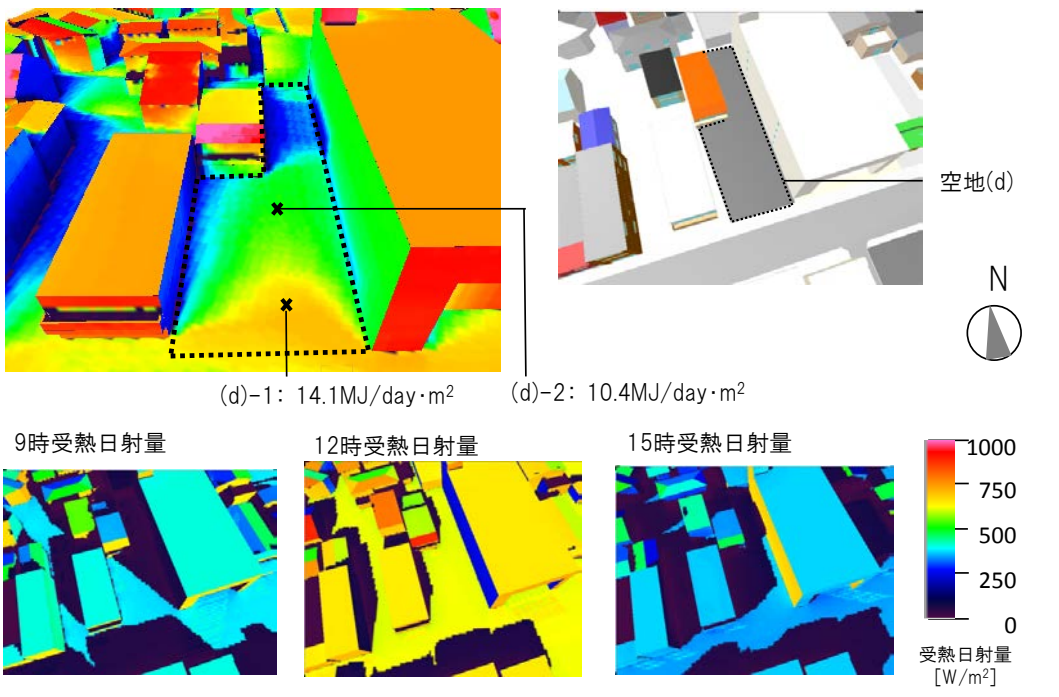 空地(d)
N
(d)-1: 14.1MJ/day･m²
(d)-2: 10.4MJ/day･m²
9時受熱日射量
12時受熱日射量
15時受熱日射量
1000
750
500
250
0
受熱日射量
[W/m²]